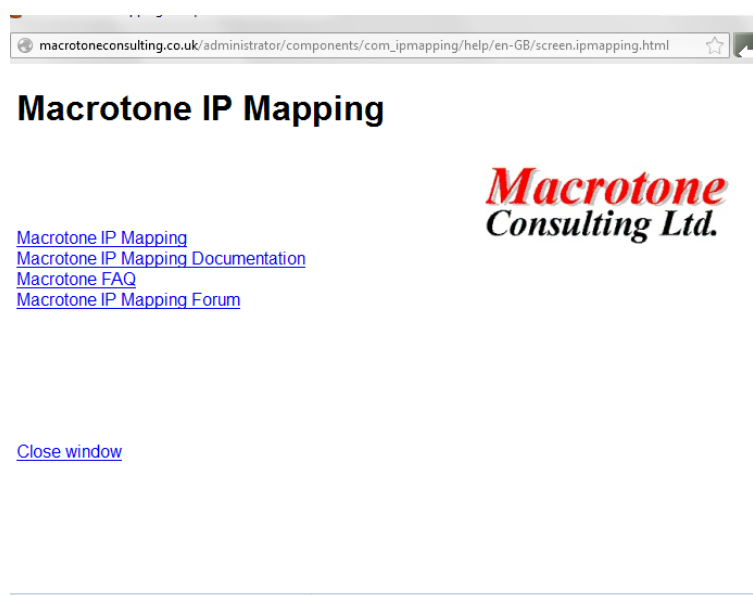 macrotoneconsulting.co.uk/administrator/components/com_ipmapping/help/en-GB/screen.ipmapping.html
Macrotone IP Mapping
Macrotone
Consulting Ltd.
Macrotone IP Mapping
Macrotone IP Mapping Documentation
Macrotone FAQ
Macrotone IP Mapping Forum
Close window